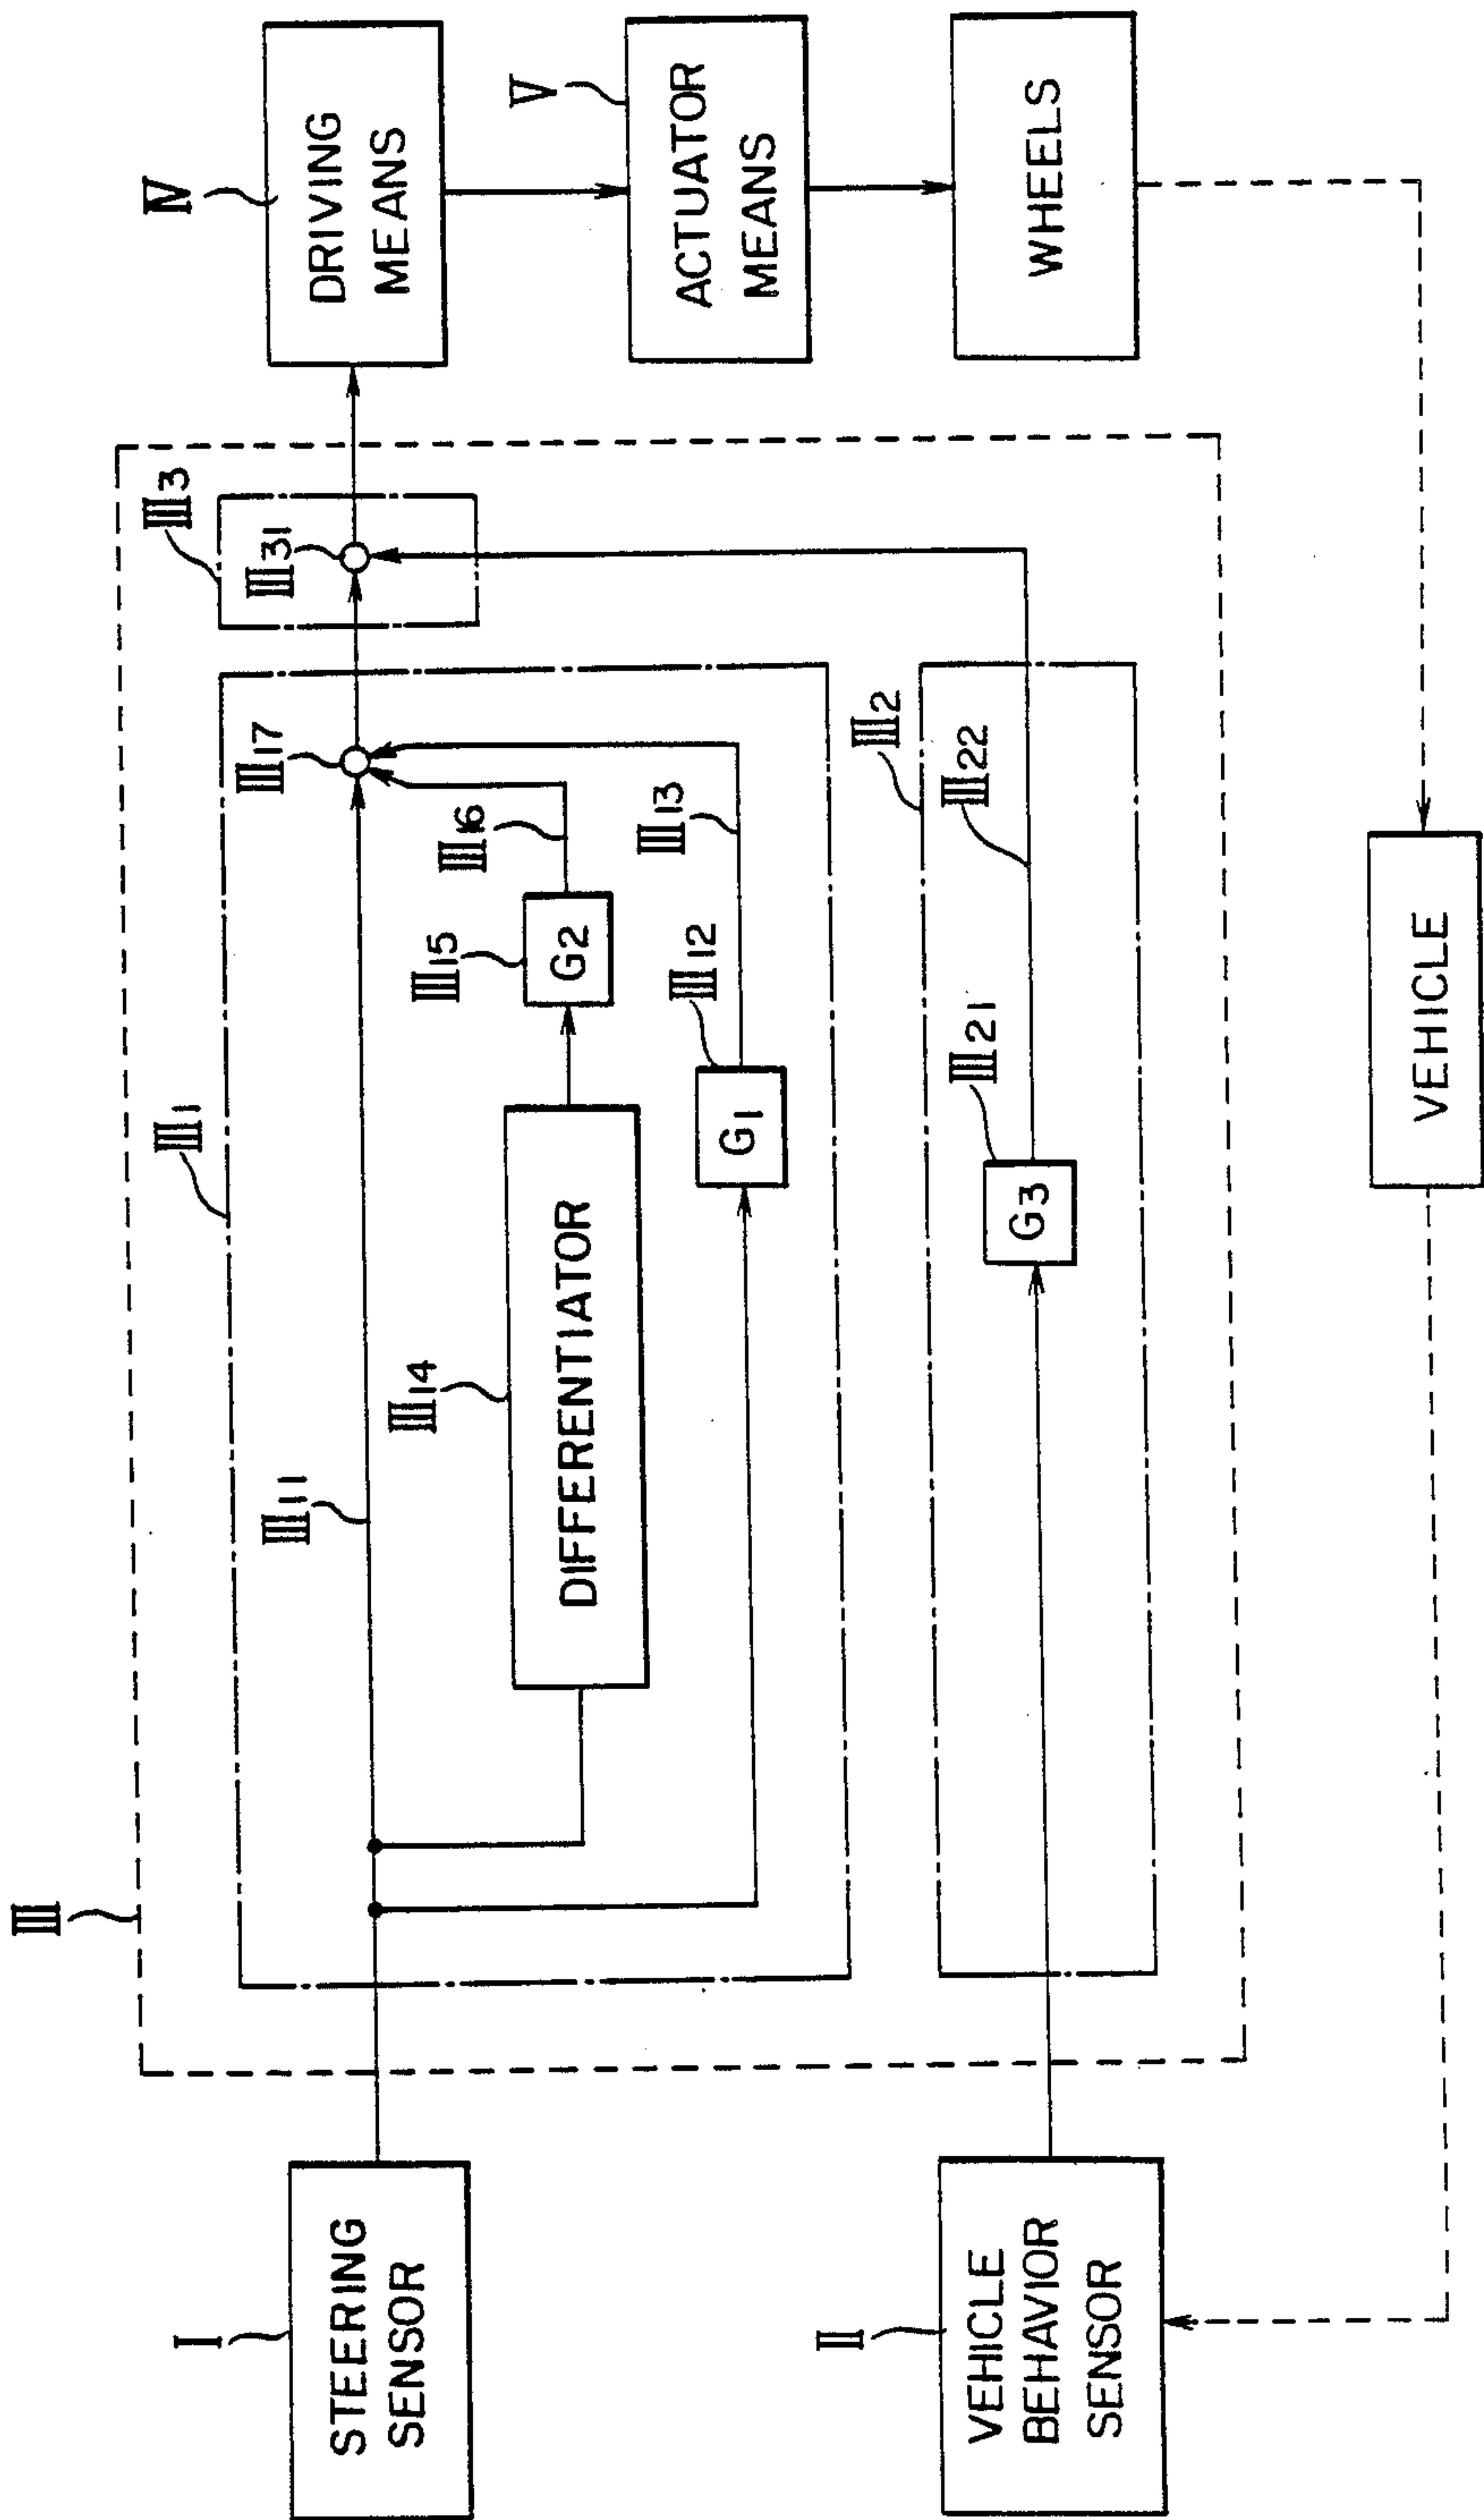 III
I
STEERING
SENSOR
III1
III11
III14
DIFFERENTIATOR
III15
G2
III16
III17
III12
G1
III13
III3
III31
IV
DRIVING
MEANS
V
ACTUATOR
MEANS
WHEELS
II
VEHICLE
BEHAVIOR
SENSOR
III2
III21
G3
III22
VEHICLE